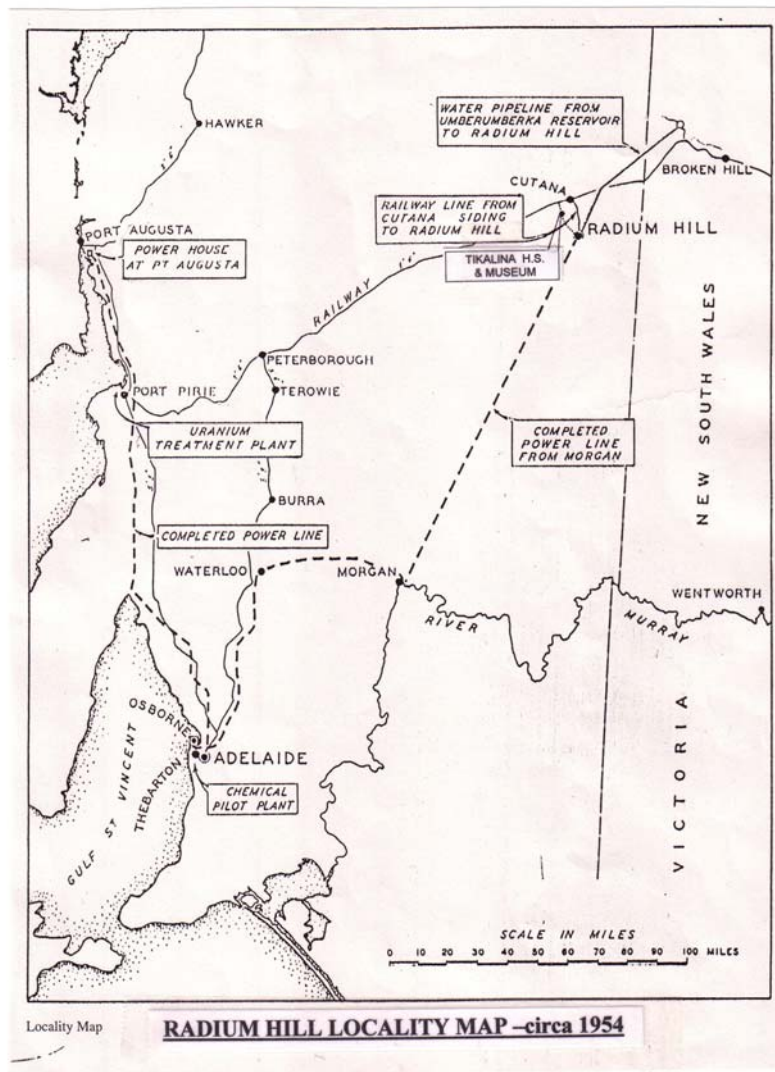 HAWKER
WATER PIPELINE FROM
UMBERUMBERKA RESERVOIR
TO RADIUM HILL
BROKEN HILL
CUTANA
RAILWAY LINE FROM
CUTANA SIDING
TO RADIUM HILL
RADIUM HILL
TIKALINA H.S.
& MUSEUM
PORT AUGUSTA
POWER HOUSE
AT PT AUGUSTA
RAILWAY
PETERBOROUGH
PORT PIRIE
TEROWIE
URANIUM
TREATMENT PLANT
COMPLETED
POWER LINE
FROM MORGAN
NEW SOUTH WALES
BURRA
COMPLETED POWER LINE
WATERLOO
MORGAN
WENTWORTH
RIVER
MURRAY
OSBORNE
ADELAIDE
THEBARTON
CHEMICAL
PILOT PLANT
GULF ST VINCENT
VICTORIA
SCALE IN MILES
0 10 20 30 40 50 60 70 80 90 100 MILES
Locality Map
RADIUM HILL LOCALITY MAP –circa 1954